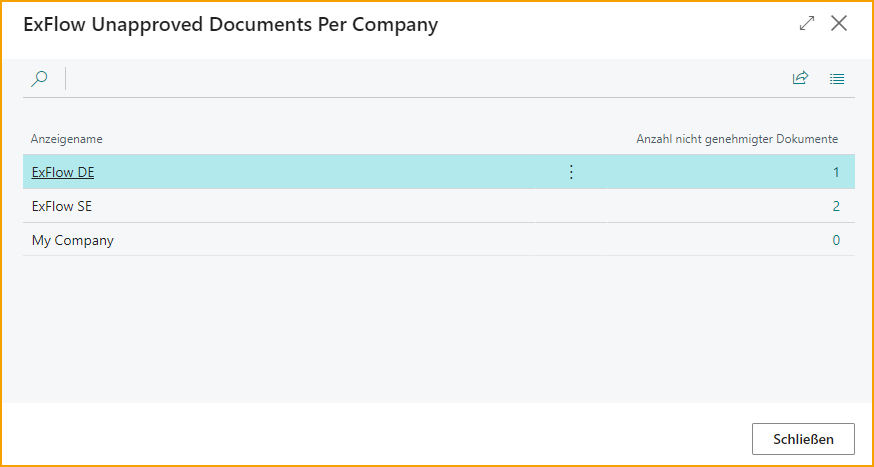 ExFlow Unapproved Documents Per Company
Anzeigename Anzahl nicht genehmigter Dokumente
ExFlow DE 1
ExFlow SE 2
My Company 0
Schließen